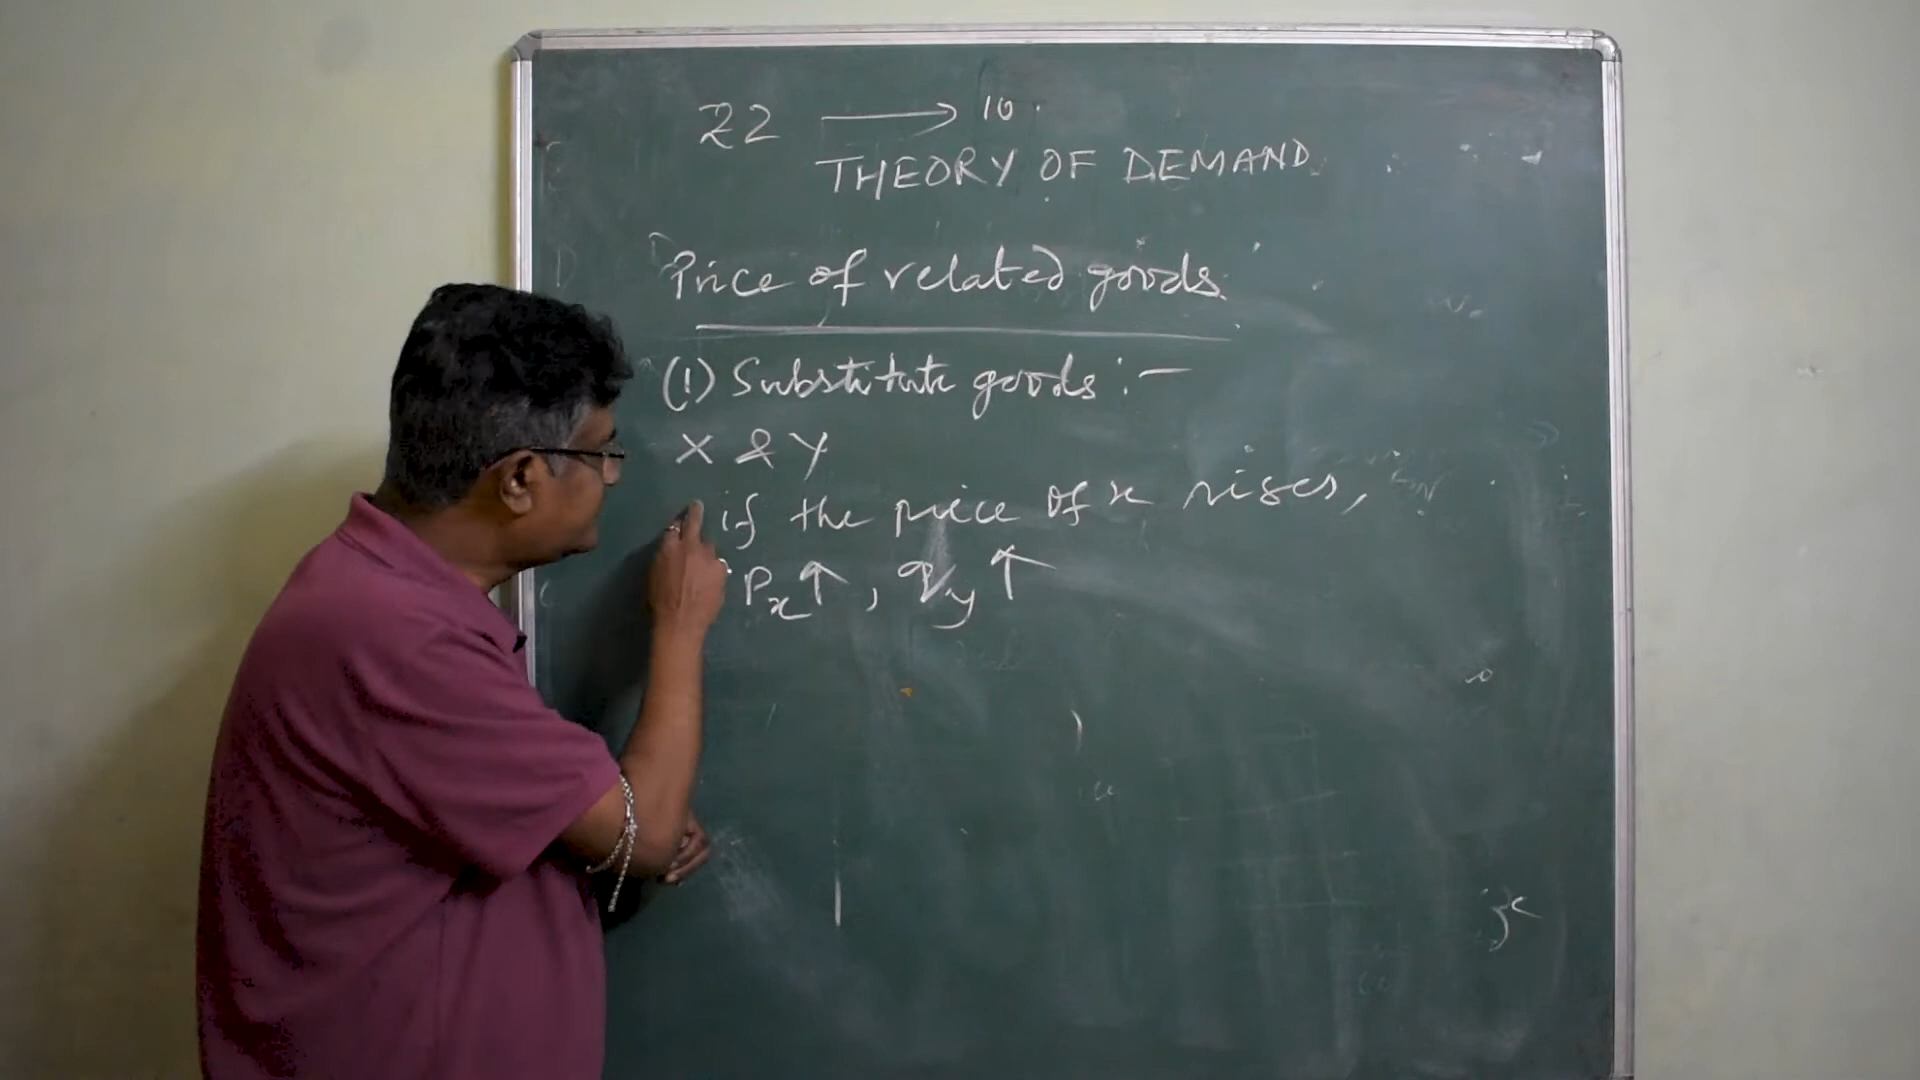 22 → 10
THEORY OF DEMAND
Price of related goods
(1) Substitute goods :-
X & Y
if the price of x rises,
Px↑, qy↑